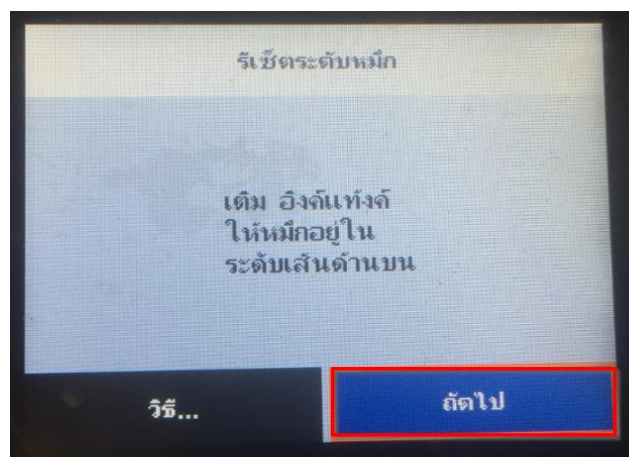 รีเซ็ตระดับหมึก
เติม อิงค์แท้งค์
ให้หมึกอยู่ใน
ระดับเส้นด้านบน
วิธี...
ถัดไป